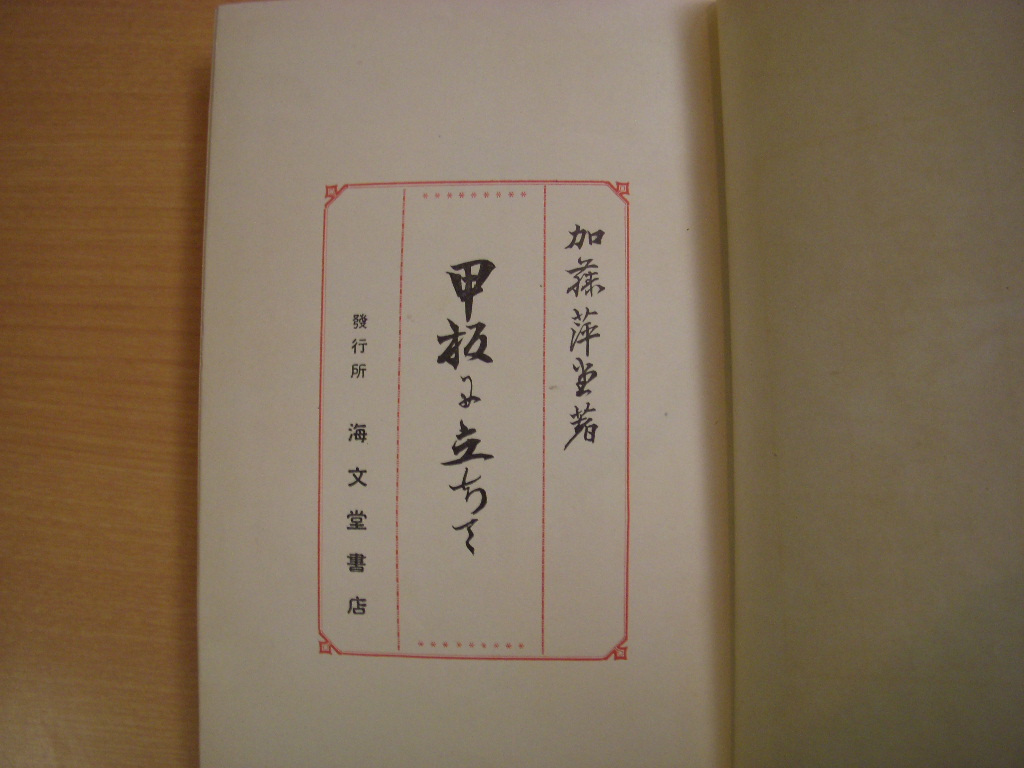 加藤萍堂著
甲板に立ちて
發行所 海文堂書店